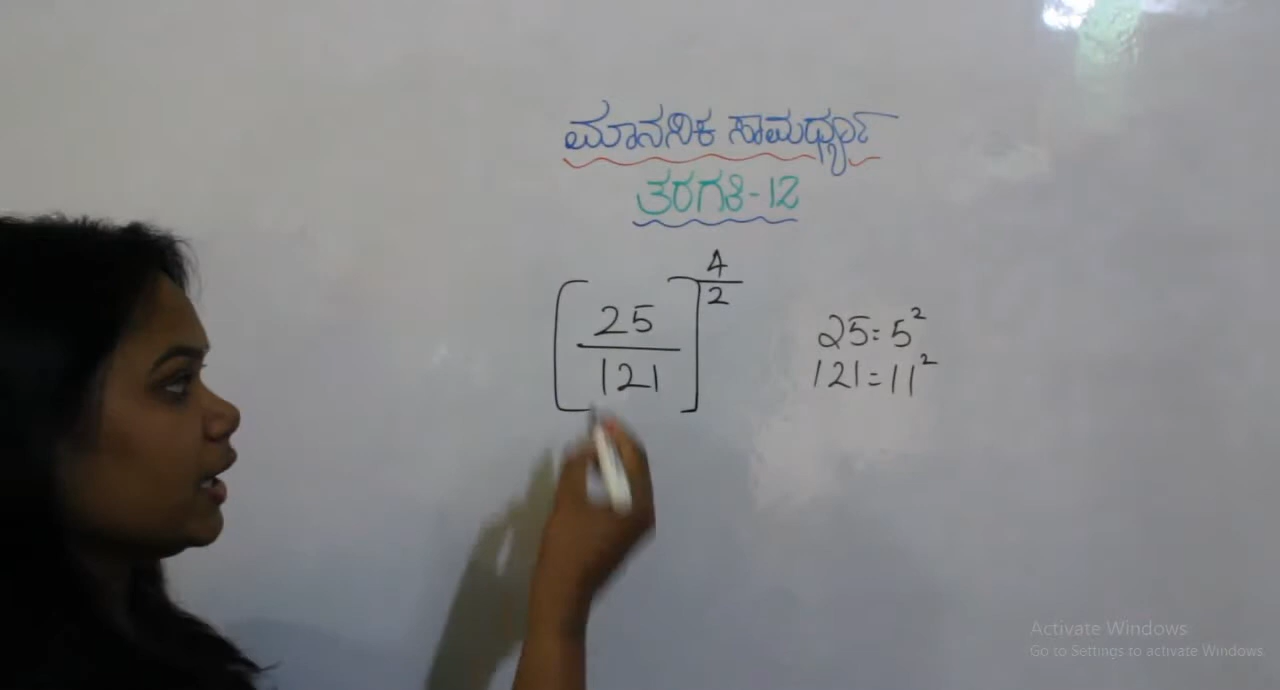 ಮಾನಸಿಕ ಸಾಮರ್ಥ್ಯ
ತರಗತಿ-12
[25/121]^4/2
25=5²
121=11²
Activate Windows
Go to Settings to activate Windows.